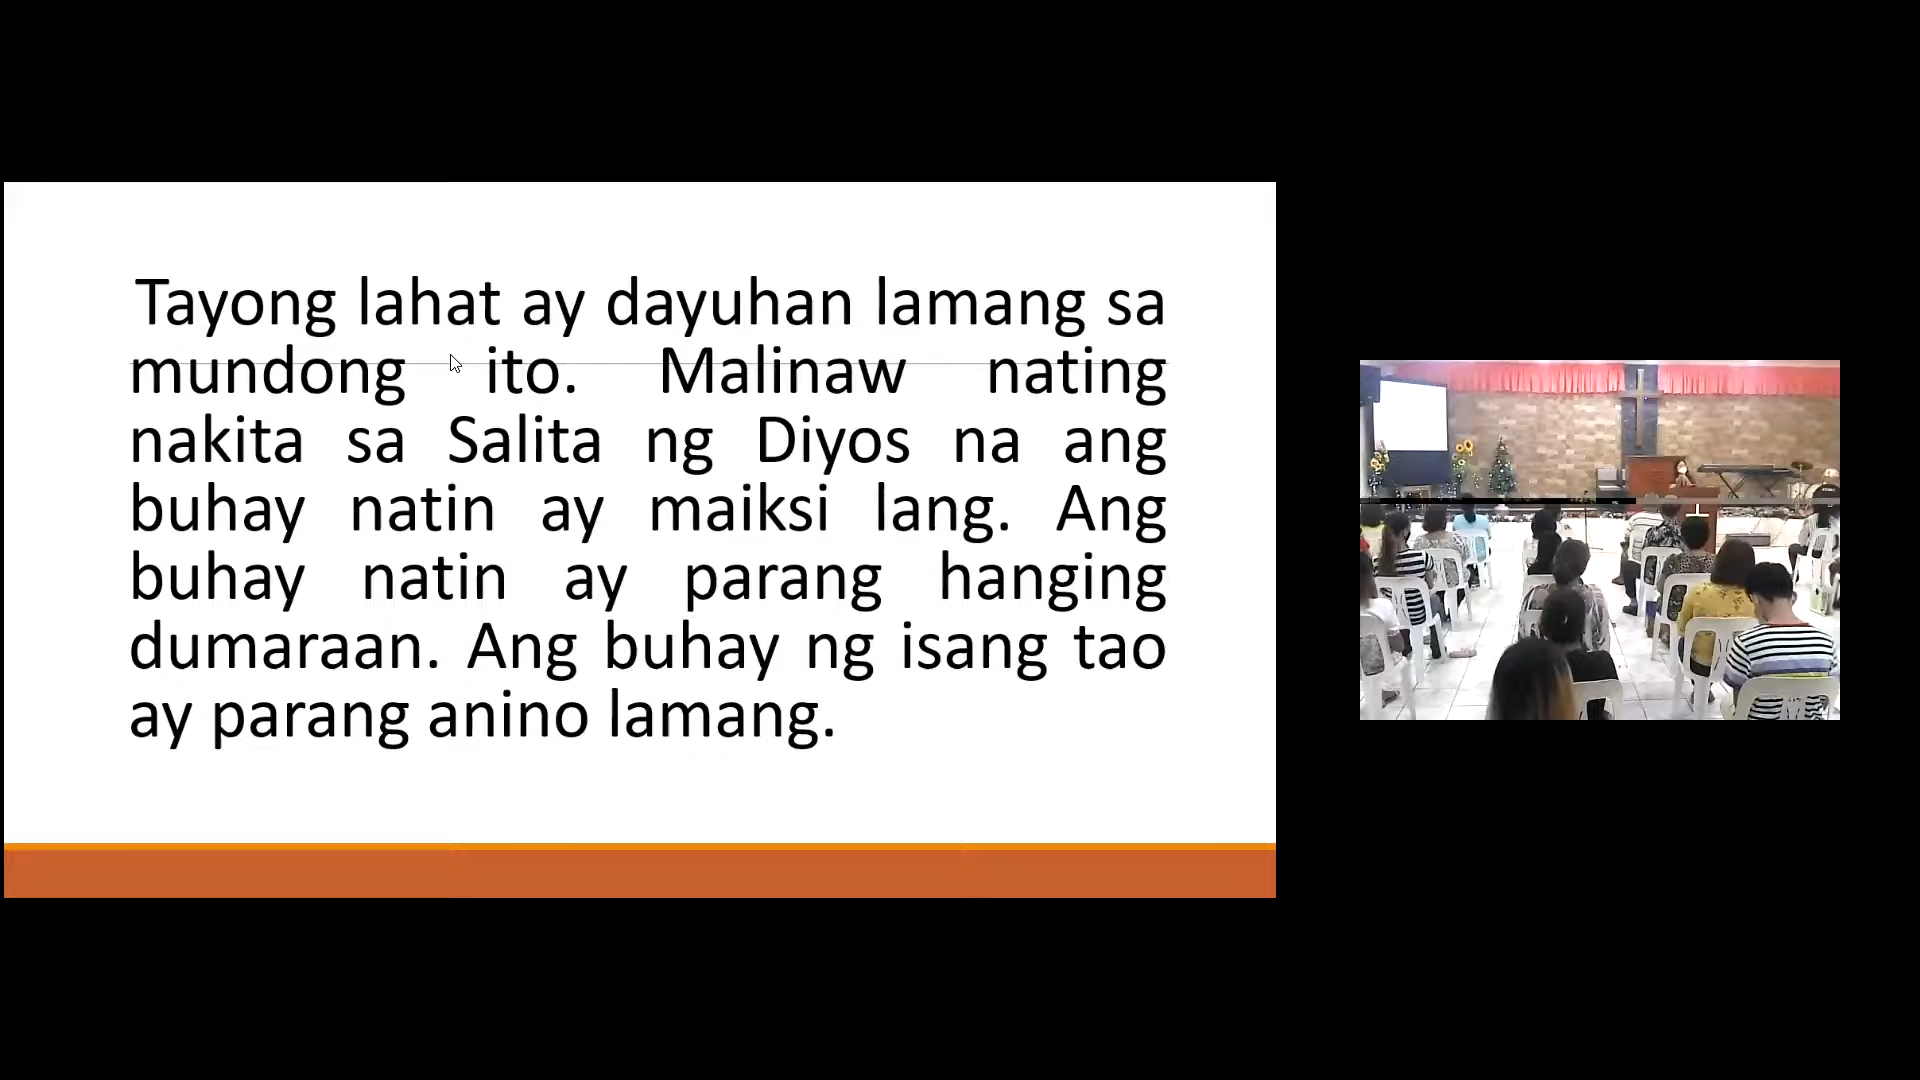 Tayong lahat ay dayuhan lamang sa
mundong ito. Malinaw nating
nakita sa Salita ng Diyos na ang
buhay natin ay maiksi lang. Ang
buhay natin ay parang hanging
dumaraan. Ang buhay ng isang tao
ay parang anino lamang.